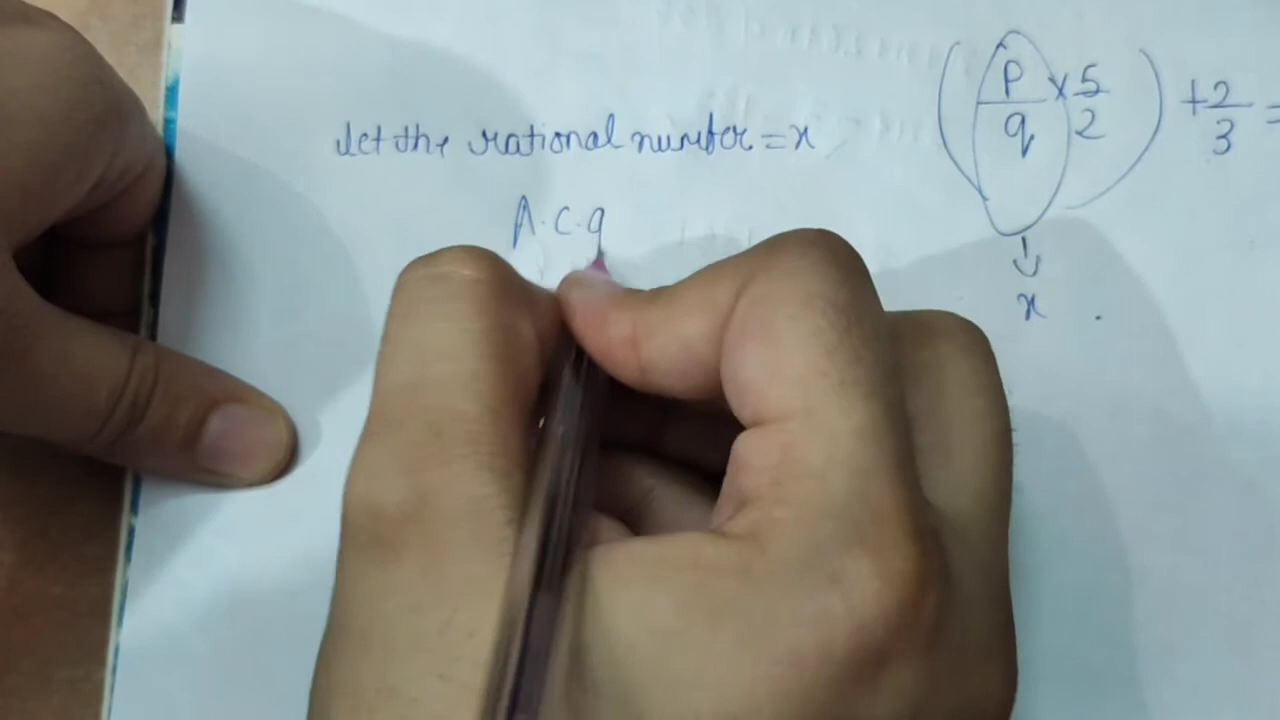 let the rational number = x
A.C.q
(p/q × 5/2) + 2/3 =
↓
x .